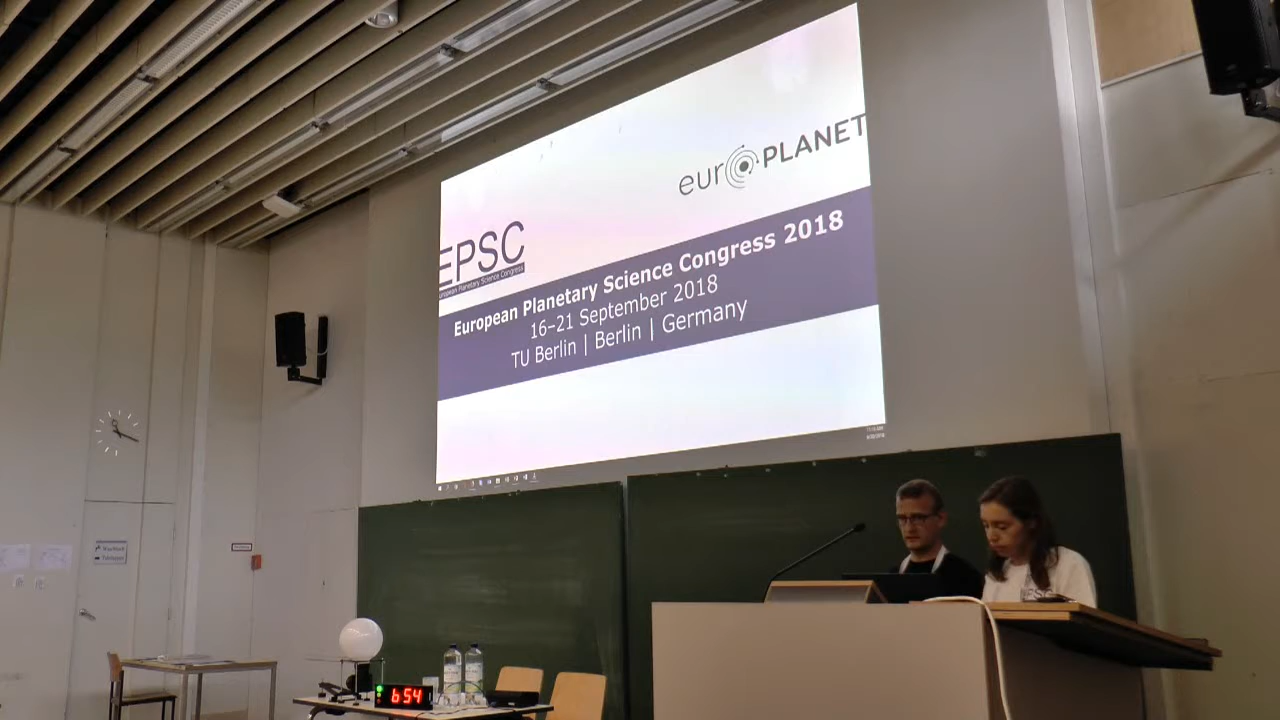 eurOPLANET
EPSC
European Planetary Science Congress
European Planetary Science Congress 2018
16–21 September 2018
TU Berlin | Berlin | Germany
6:54